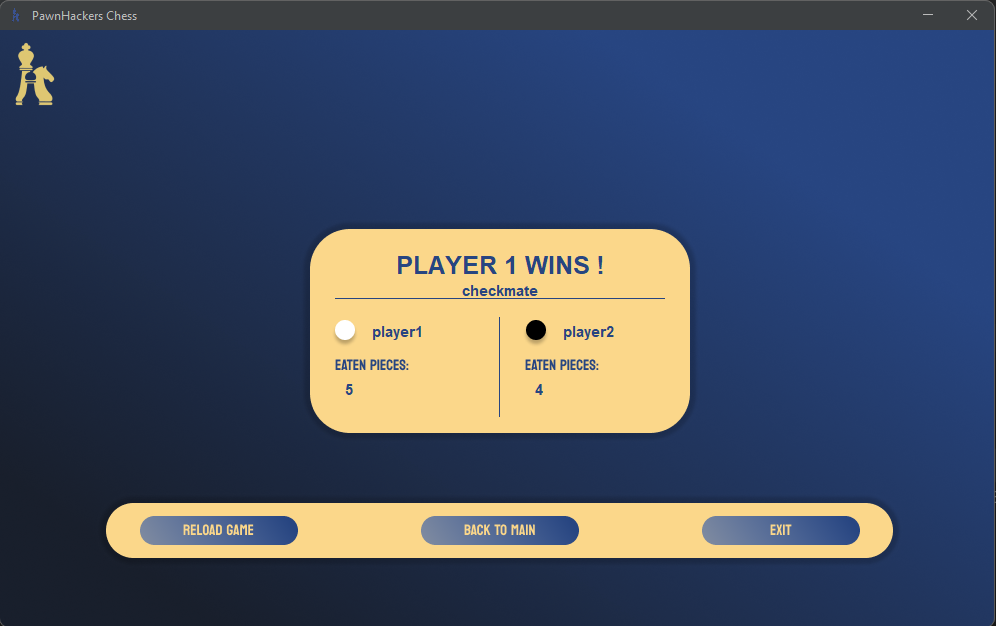 PawnHackers Chess
PLAYER 1 WINS !
checkmate
player1
player2
EATEN PIECES:
EATEN PIECES:
5
4
RELOAD GAME
BACK TO MAIN
EXIT